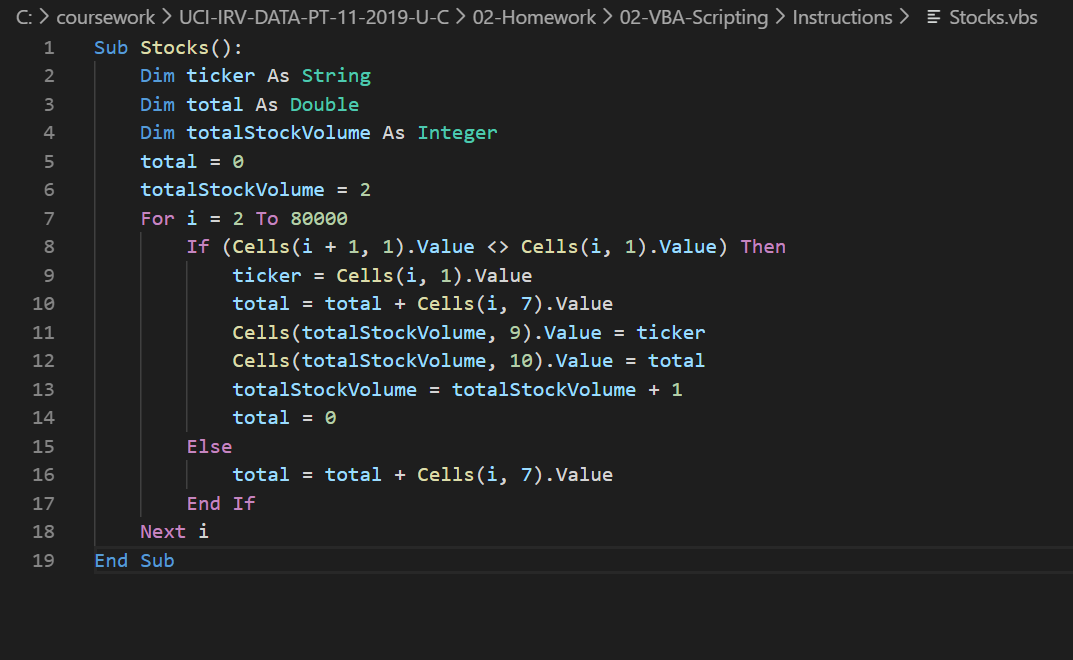 C: > coursework > UCI-IRV-DATA-PT-11-2019-U-C > 02-Homework > 02-VBA-Scripting > Instructions > Stocks.vbs
1 Sub Stocks():
2     Dim ticker As String
3     Dim total As Double
4     Dim totalStockVolume As Integer
5     total = 0
6     totalStockVolume = 2
7     For i = 2 To 80000
8         If (Cells(i + 1, 1).Value <> Cells(i, 1).Value) Then
9             ticker = Cells(i, 1).Value
10             total = total + Cells(i, 7).Value
11             Cells(totalStockVolume, 9).Value = ticker
12             Cells(totalStockVolume, 10).Value = total
13             totalStockVolume = totalStockVolume + 1
14             total = 0
15         Else
16             total = total + Cells(i, 7).Value
17         End If
18     Next i
19 End Sub